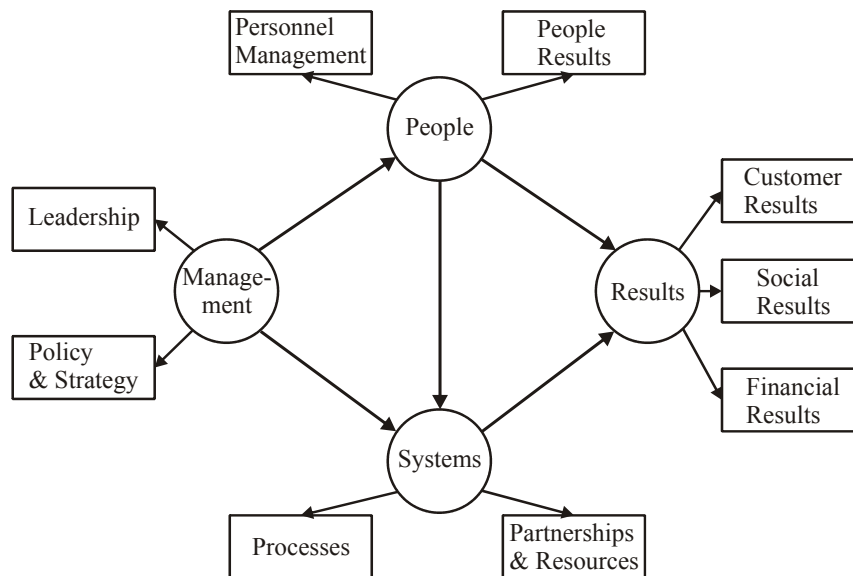 Personnel
Management
People
Results
People
Customer
Results
Leadership
Manage-
ment
Results
Social
Results
Policy
& Strategy
Financial
Results
Systems
Processes
Partnerships
& Resources